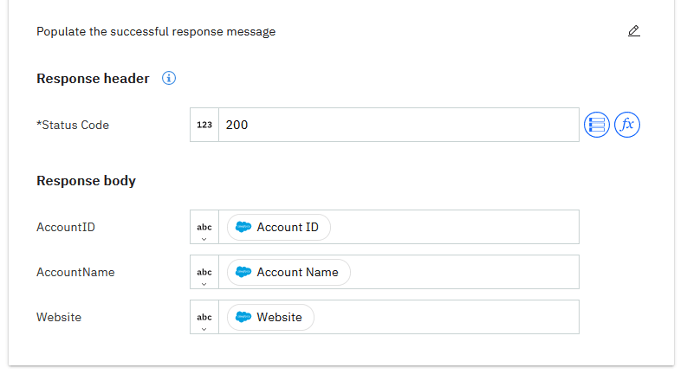 Populate the successful response message
Response header
*Status Code 123 200 fx
Response body
AccountID abc Account ID
AccountName abc Account Name
Website abc Website